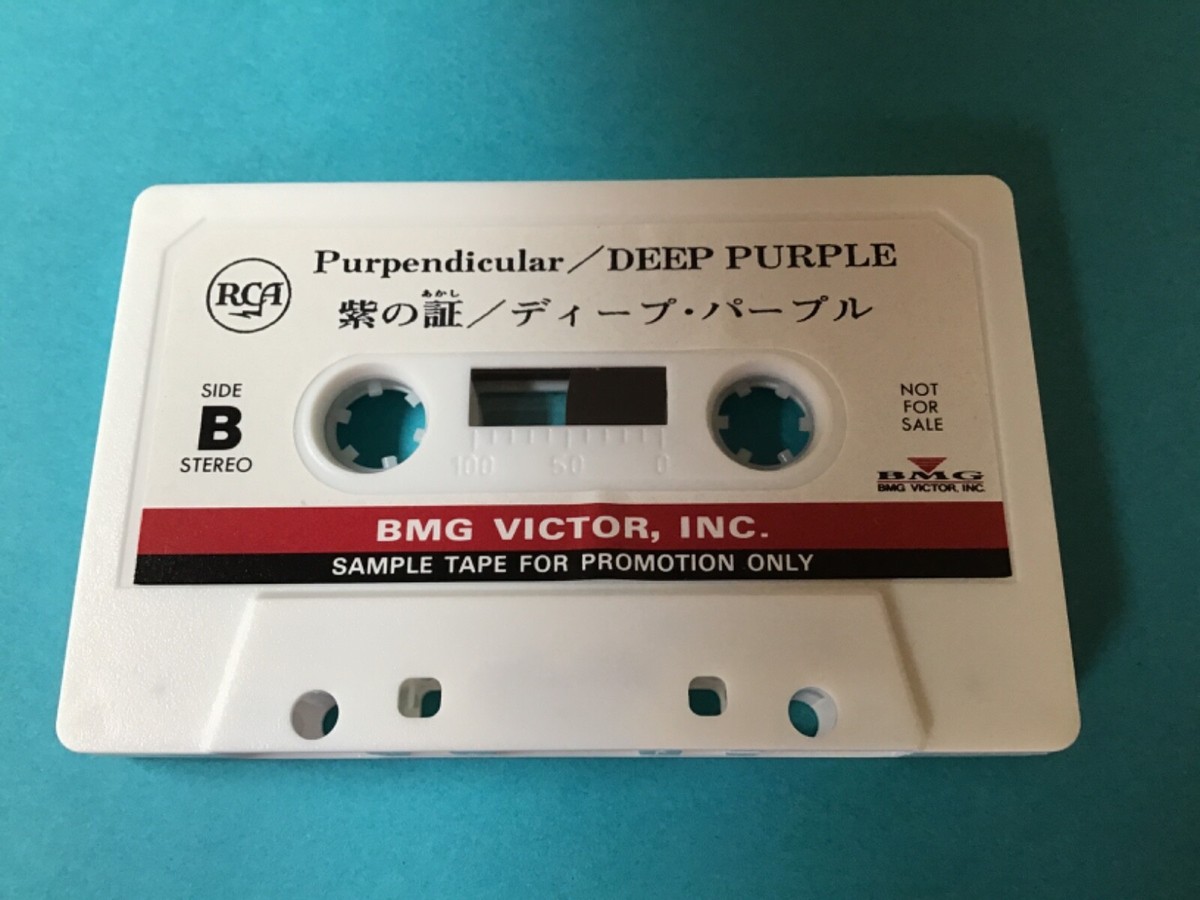 Purpendicular／DEEP PURPLE
RCA
あかし
紫の証／ディープ・パープル
SIDE
B
STEREO
NOT
FOR
SALE
100 50 0
BMG
BMG VICTOR, INC.
BMG VICTOR, INC.
SAMPLE TAPE FOR PROMOTION ONLY